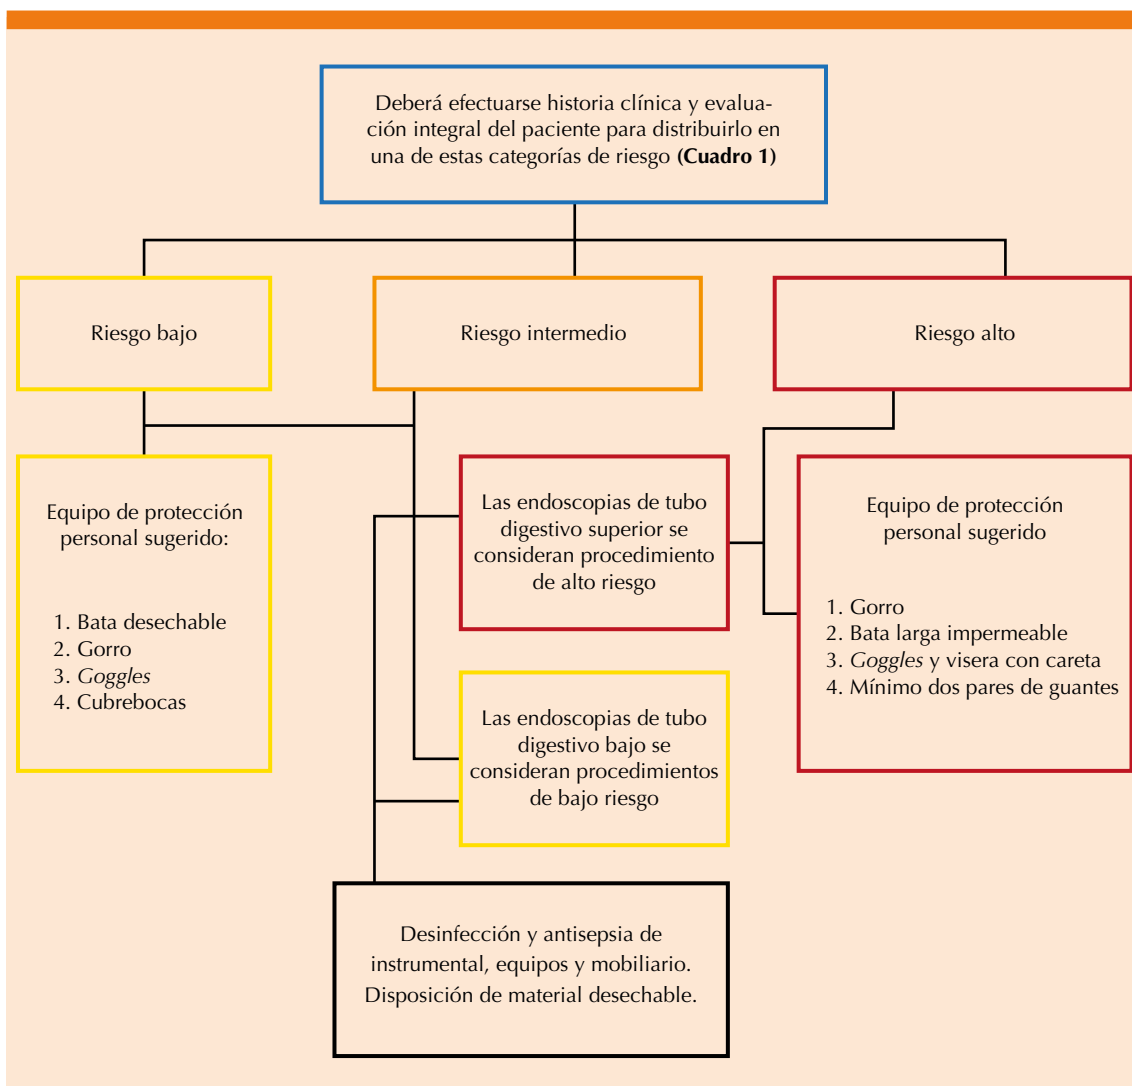 Deberá efectuarse historia clínica y evalua-
ción integral del paciente para distribuirlo en
una de estas categorías de riesgo (Cuadro 1)
Riesgo bajo
Riesgo intermedio
Riesgo alto
Equipo de protección
personal sugerido:
1. Bata desechable
2. Gorro
3. Goggles
4. Cubrebocas
Las endoscopias de tubo
digestivo superior se
consideran procedimiento
de alto riesgo
Equipo de protección
personal sugerido
1. Gorro
2. Bata larga impermeable
3. Goggles y visera con careta
4. Mínimo dos pares de guantes
Las endoscopias de tubo
digestivo bajo se
consideran procedimientos
de bajo riesgo
Desinfección y antisepsia de
instrumental, equipos y mobiliario.
Disposición de material desechable.